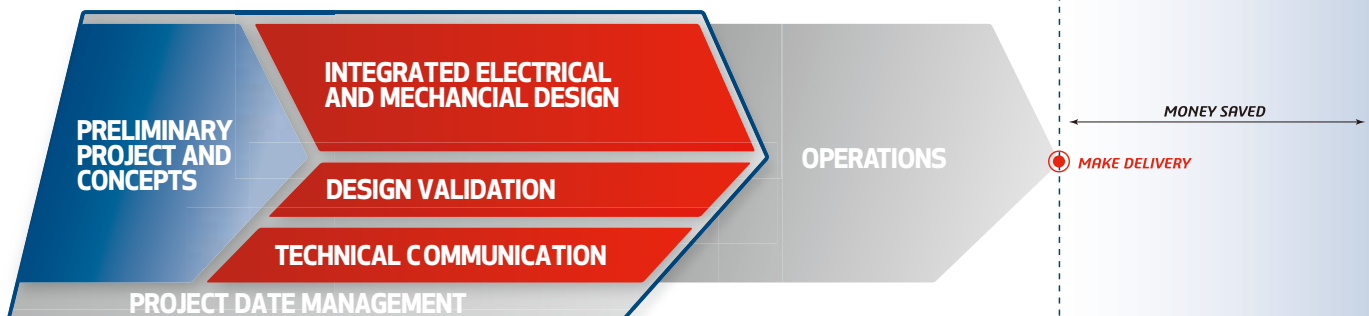 PRELIMINARY
PROJECT AND
CONCEPTS
INTEGRATED ELECTRICAL
AND MECHANCIAL DESIGN
DESIGN VALIDATION
TECHNICAL COMMUNICATION
PROJECT DATE MANAGEMENT
OPERATIONS
MONEY SAVED
MAKE DELIVERY